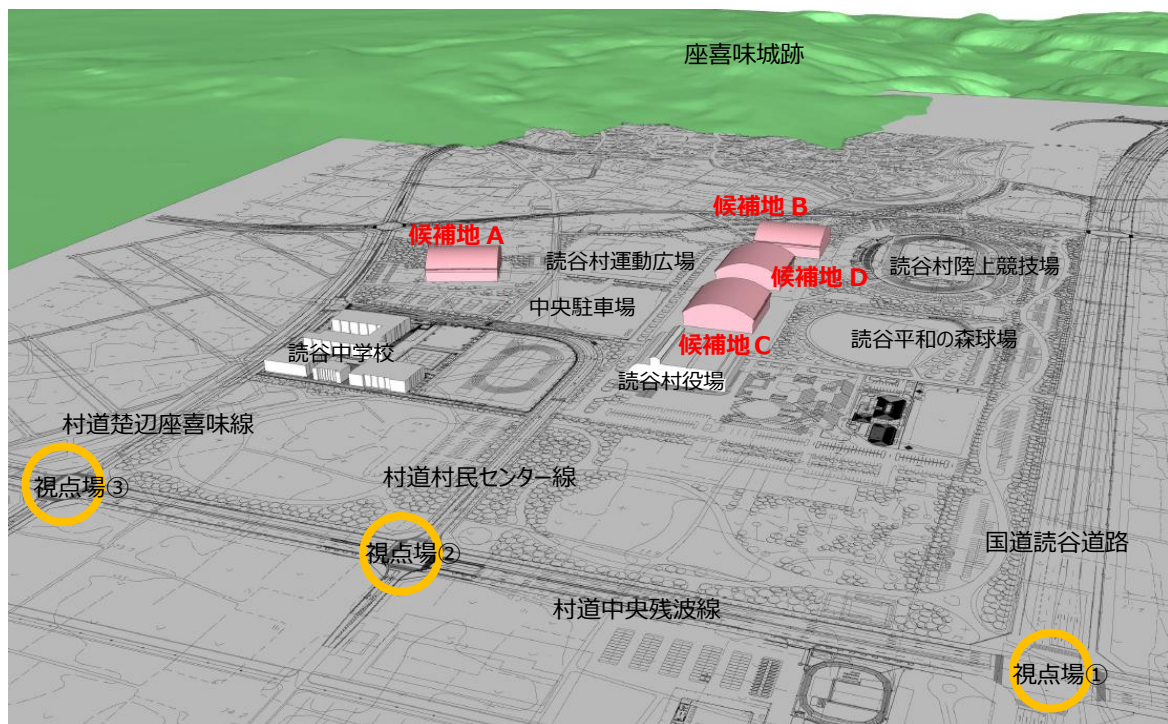 座喜味城跡
候補地 B
候補地 A
読谷村運動広場
読谷村陸上競技場
候補地 D
中央駐車場
読谷平和の森球場
候補地 C
読谷中学校
読谷村役場
村道楚辺座喜味線
村道村民センター線
視点場③
視点場②
国道読谷道路
村道中央残波線
視点場①